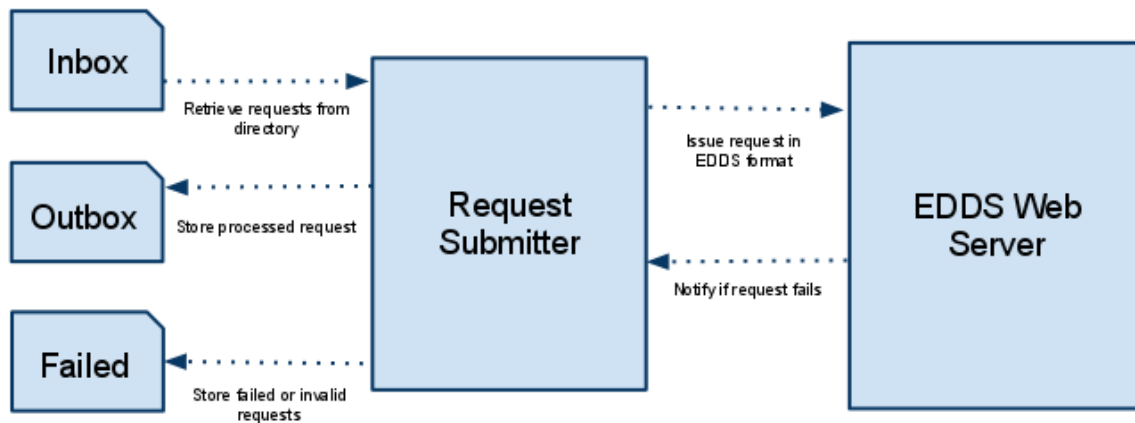 Inbox
Retrieve requests from
directory
Outbox
Store processed request
Failed
Store failed or invalid
requests
Request
Submitter
Issue request in
EDDS format
Notify if request fails
EDDS Web
Server